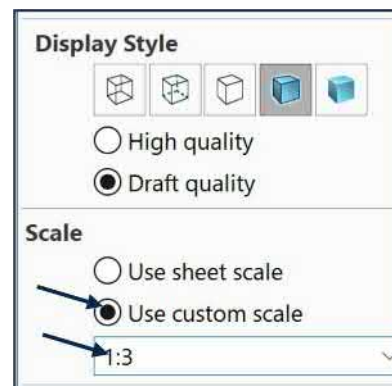 Display Style
High quality
Draft quality
Scale
Use sheet scale
Use custom scale
1:3